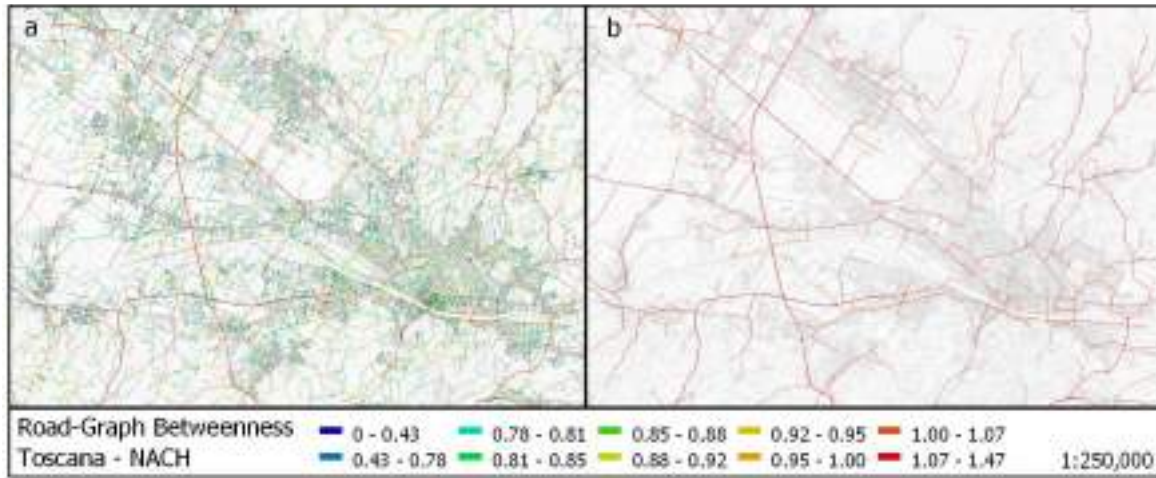 a
b
Road-Graph Betweenness
Toscana - NACH
0 - 0.43
0.43 - 0.78
0.78 - 0.81
0.81 - 0.85
0.85 - 0.88
0.88 - 0.92
0.92 - 0.95
0.95 - 1.00
1.00 - 1.07
1.07 - 1.47
1:250,000